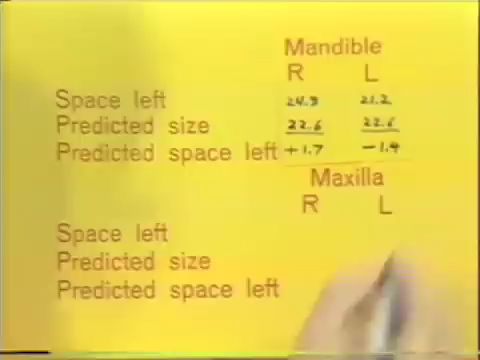 Mandible
R L
Space left 24.3 21.2
Predicted size 22.6 22.6
Predicted space left +1.7 -1.4
Maxilla
R L
Space left
Predicted size
Predicted space left